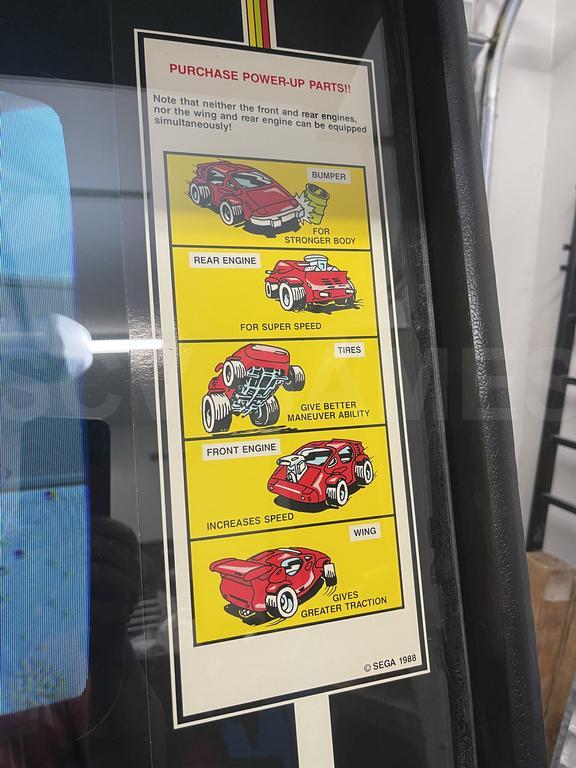 PURCHASE POWER-UP PARTS!!
Note that neither the front and rear engines,
nor the wing and rear engine can be equipped
simultaneously!
BUMPER
FOR
STRONGER BODY
REAR ENGINE
FOR SUPER SPEED
TIRES
GIVE BETTER
MANEUVER ABILITY
FRONT ENGINE
INCREASES SPEED
WING
GIVES
GREATER TRACTION
© SEGA 1988